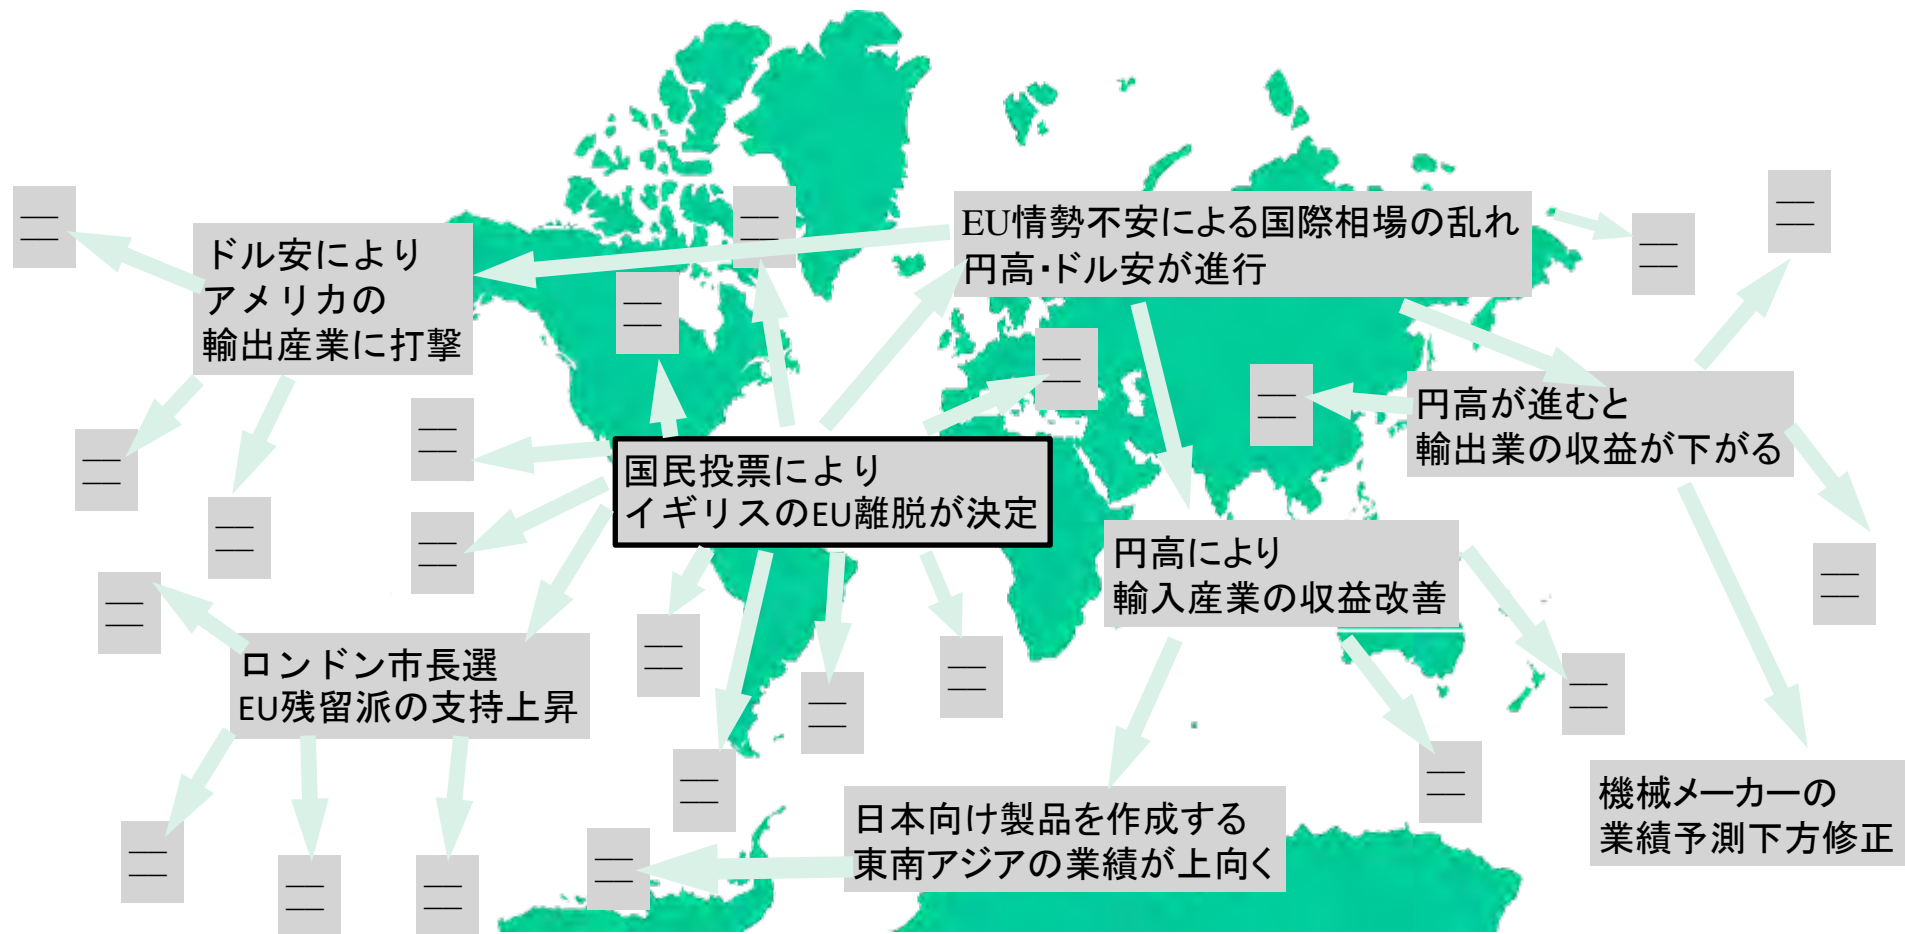 EU情勢不安による国際相場の乱れ
円高・ドル安が進行
ドル安により
アメリカの
輸出産業に打撃
円高が進むと
輸出業の収益が下がる
国民投票により
イギリスのEU離脱が決定
円高により
輸入産業の収益改善
ロンドン市長選
EU残留派の支持上昇
日本向け製品を作成する
東南アジアの業績が上向く
機械メーカーの
業績予測下方修正